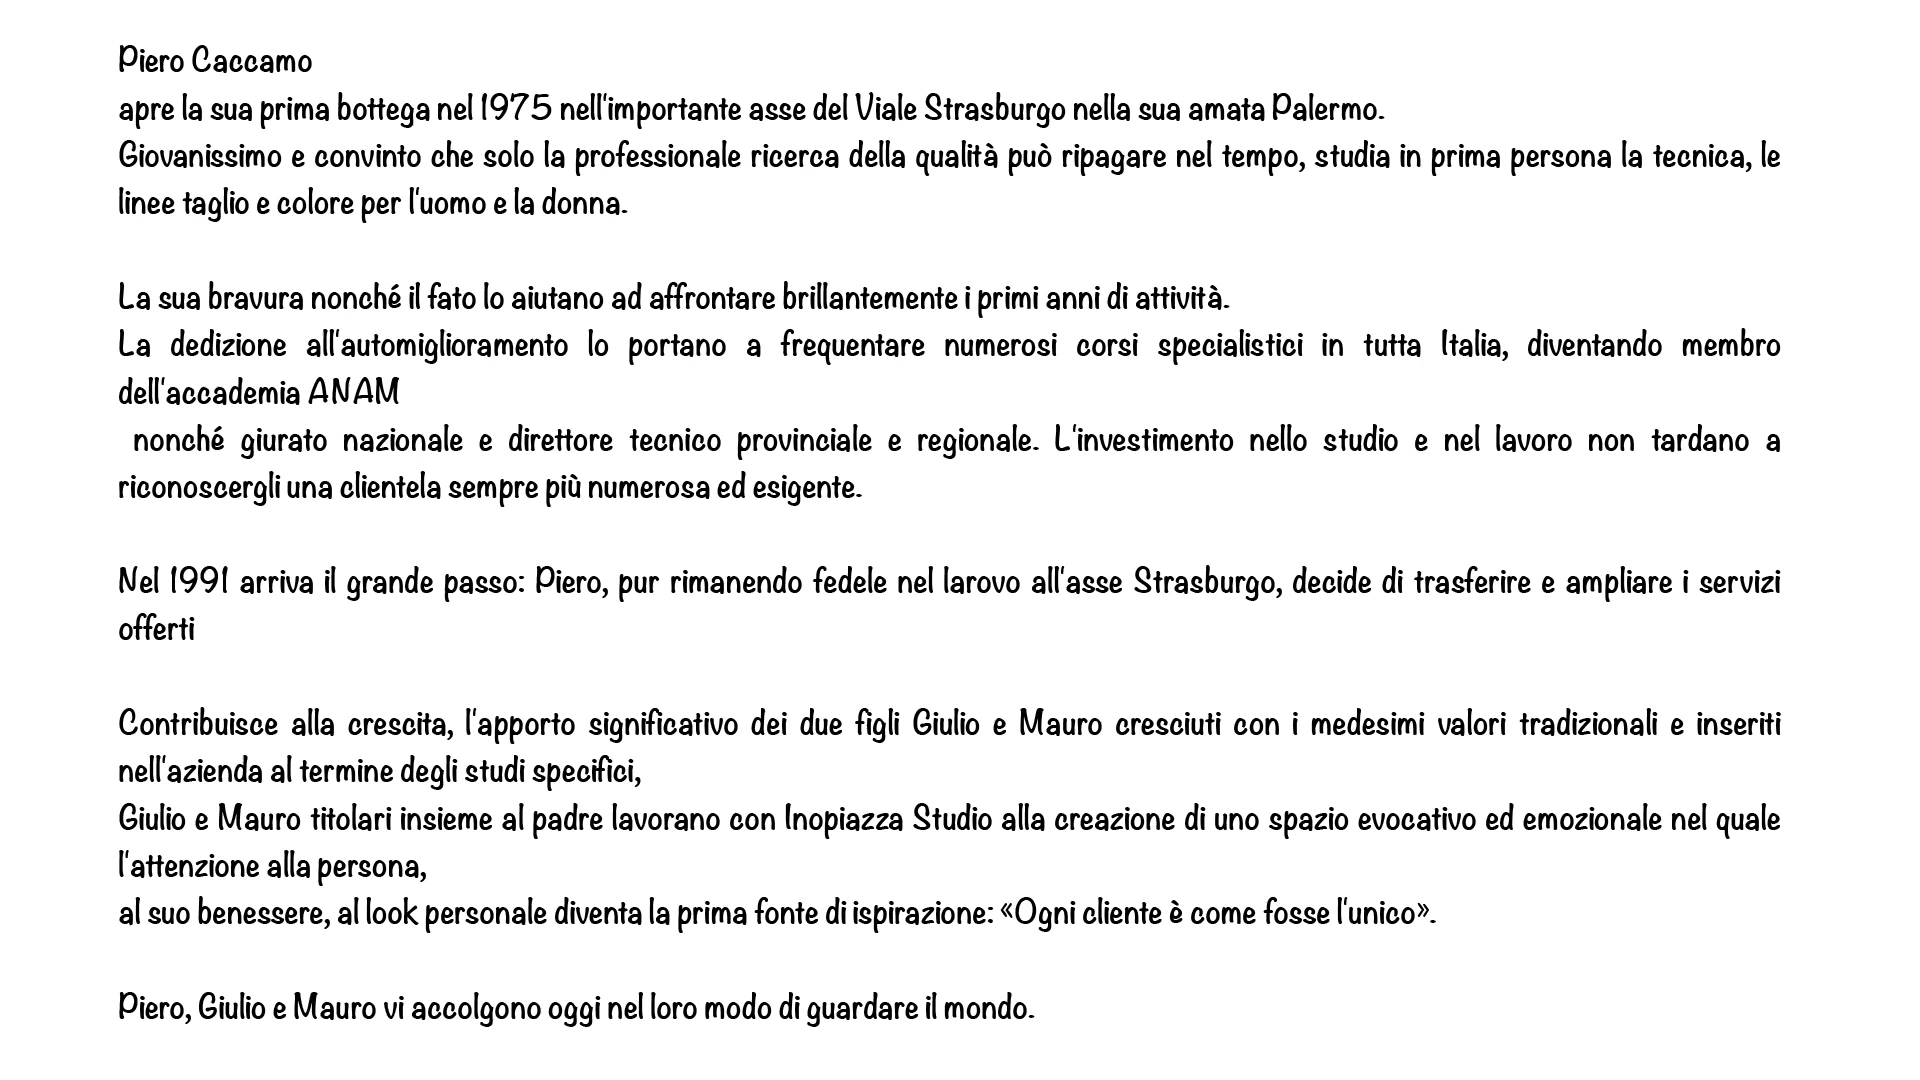 Piero Caccamo
apre la sua prima bottega nel 1975 nell'importante asse del Viale Strasburgo nella sua amata Palermo.
Giovanissimo e convinto che solo la professionale ricerca della qualità può ripagare nel tempo, studia in prima persona la tecnica, le
linee taglio e colore per l'uomo e la donna.
La sua bravura nonché il fato lo aiutano ad affrontare brillantemente i primi anni di attività.
La dedizione all'automiglioramento lo portano a frequentare numerosi corsi specialistici in tutta Italia, diventando membro
dell'accademia ANAM
nonché giurato nazionale e direttore tecnico provinciale e regionale. L'investimento nello studio e nel lavoro non tardano a
riconoscergli una clientela sempre più numerosa ed esigente.
Nel 1991 arriva il grande passo: Piero, pur rimanendo fedele nel larovo all'asse Strasburgo, decide di trasferire e ampliare i servizi
offerti
Contribuisce alla crescita, l'apporto significativo dei due figli Giulio e Mauro cresciuti con i medesimi valori tradizionali e inseriti
nell'azienda al termine degli studi specifici,
Giulio e Mauro titolari insieme al padre lavorano con Inopiazza Studio alla creazione di uno spazio evocativo ed emozionale nel quale
l'attenzione alla persona,
al suo benessere, al look personale diventa la prima fonte di ispirazione: «Ogni cliente è come fosse l'unico».
Piero, Giulio e Mauro vi accolgono oggi nel loro modo di guardare il mondo.